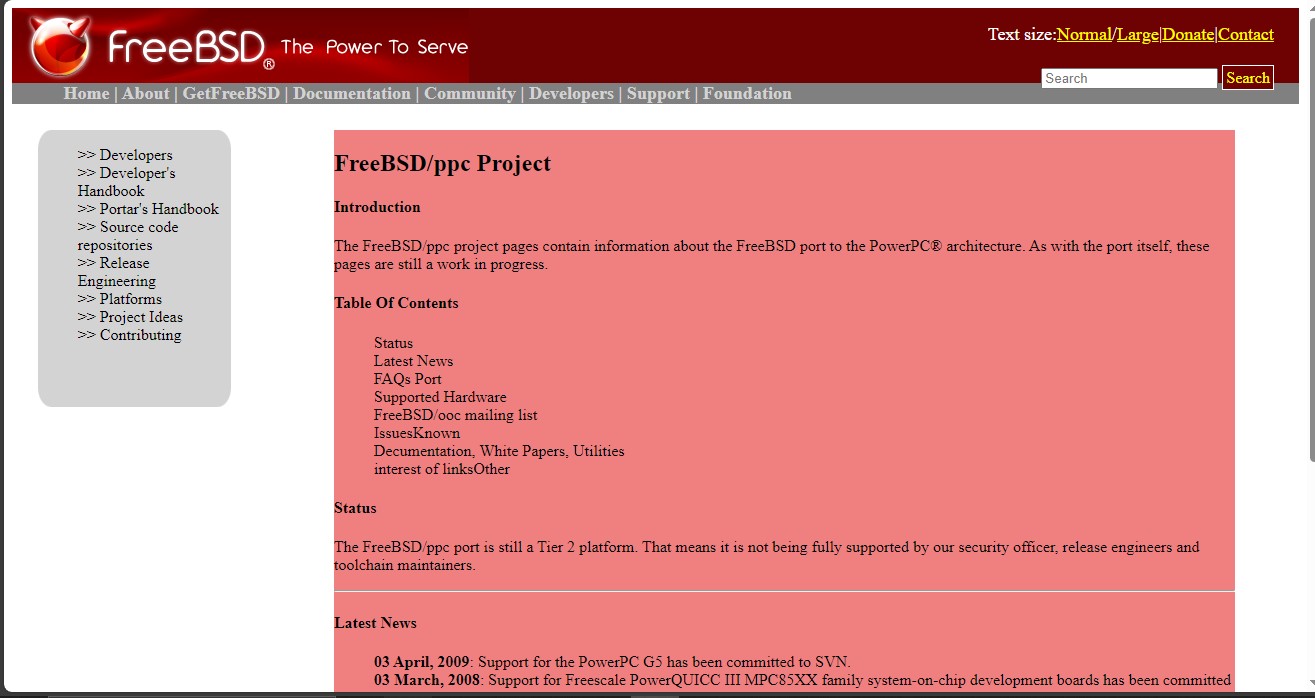 FreeBSD® The Power To Serve
Text size:Normal/Large|Donate|Contact
Search Search
Home | About | GetFreeBSD | Documentation | Community | Developers | Support | Foundation
>> Developers
>> Developer's
Handbook
>> Portar's Handbook
>> Source code
repositories
>> Release
Engineering
>> Platforms
>> Project Ideas
>> Contributing
FreeBSD/ppc Project
Introduction
The FreeBSD/ppc project pages contain information about the FreeBSD port to the PowerPC® architecture. As with the port itself, these
pages are still a work in progress.
Table Of Contents
Status
Latest News
FAQs Port
Supported Hardware
FreeBSD/ooc mailing list
IssuesKnown
Documentation, White Papers, Utilities
interest of linksOther
Status
The FreeBSD/ppc port is still a Tier 2 platform. That means it is not being fully supported by our security officer, release engineers and
toolchain maintainers.
Latest News
03 April, 2009: Support for the PowerPC G5 has been committed to SVN.
03 March, 2008: Support for Freescale PowerQUICC III MPC85XX family system-on-chip development boards has been committed